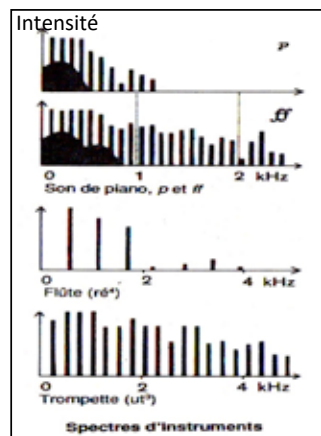 Intensité
p
ff
0 1 2 kHz
Son de piano, p et ff
0 2 4 kHz
Flûte (ré⁴)
0 2 4 kHz
Trompette (ut³)
Spectres d'instruments